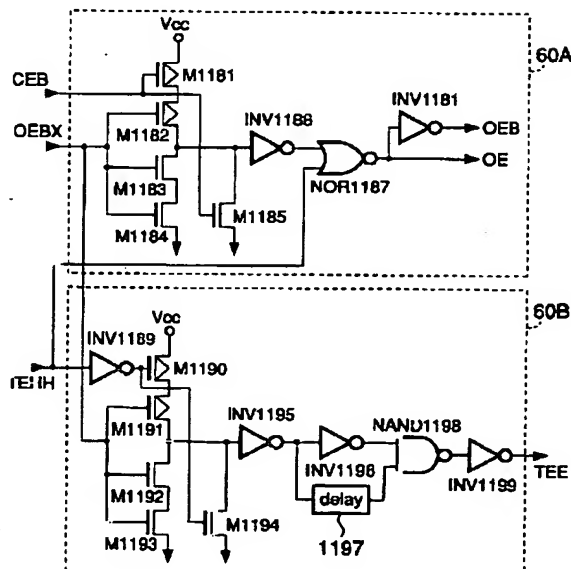 Vcc
60A
CEB
M1181
OEBX
M1182
INV1188
INV1181
OEB
OE
M1183
NOR1187
M1184
M1185
60B
INV1189
Vcc
M1190
M1191
INV1195
NAND1198
INV1196
INV1199
TEE
M1192
delay
M1194
M1193
1197